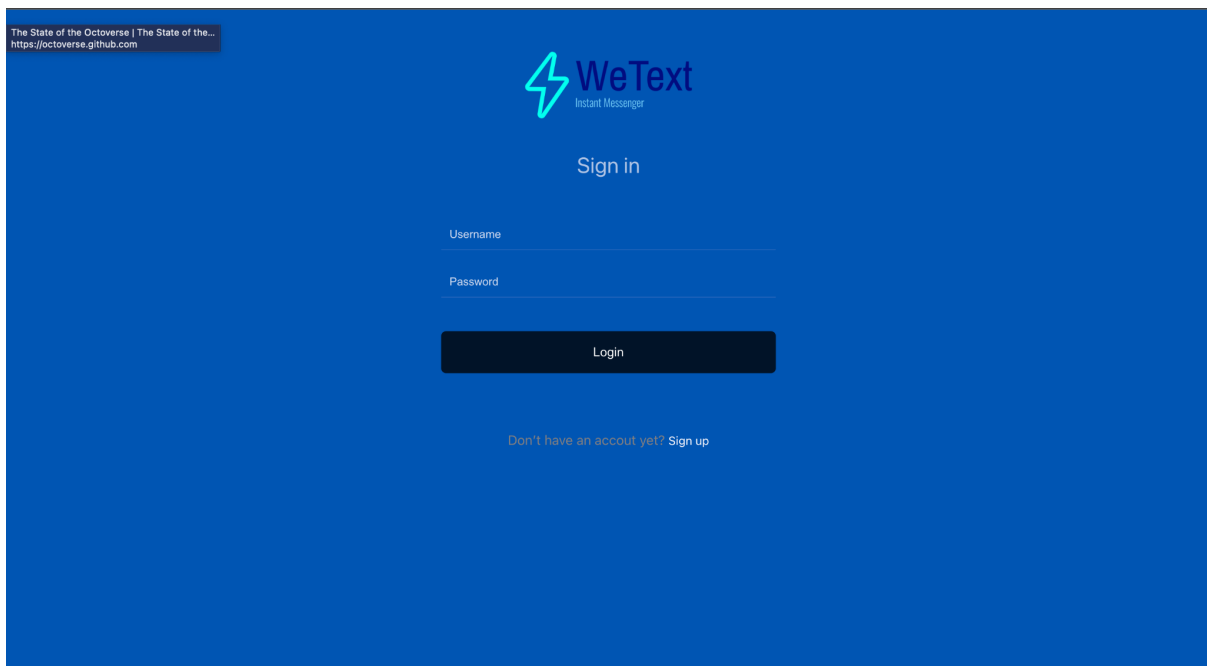 The State of the Octoverse | The State of the...
https://octoverse.github.com
WeText
Instant Messenger
Sign in
Username
Password
Login
Don't have an accout yet? Sign up